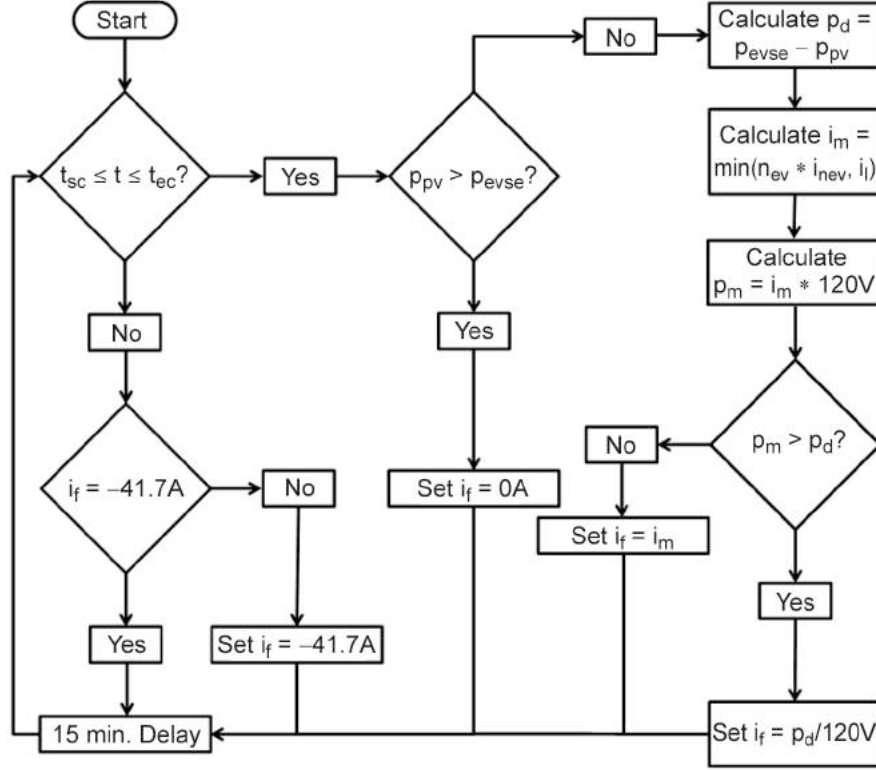 Start
No
Calculate p_d =
p_evse – p_pv
t_sc ≤ t ≤ t_ec?
Yes
p_pv > p_evse?
Calculate i_m =
min(n_ev * i_nev, i_l)
Calculate
p_m = i_m * 120V
No
Yes
No
p_m > p_d?
i_f = –41.7A
No
Set i_f = 0A
Set i_f = i_m
Yes
Yes
Set i_f = –41.7A
15 min. Delay
Set i_f = p_d/120V